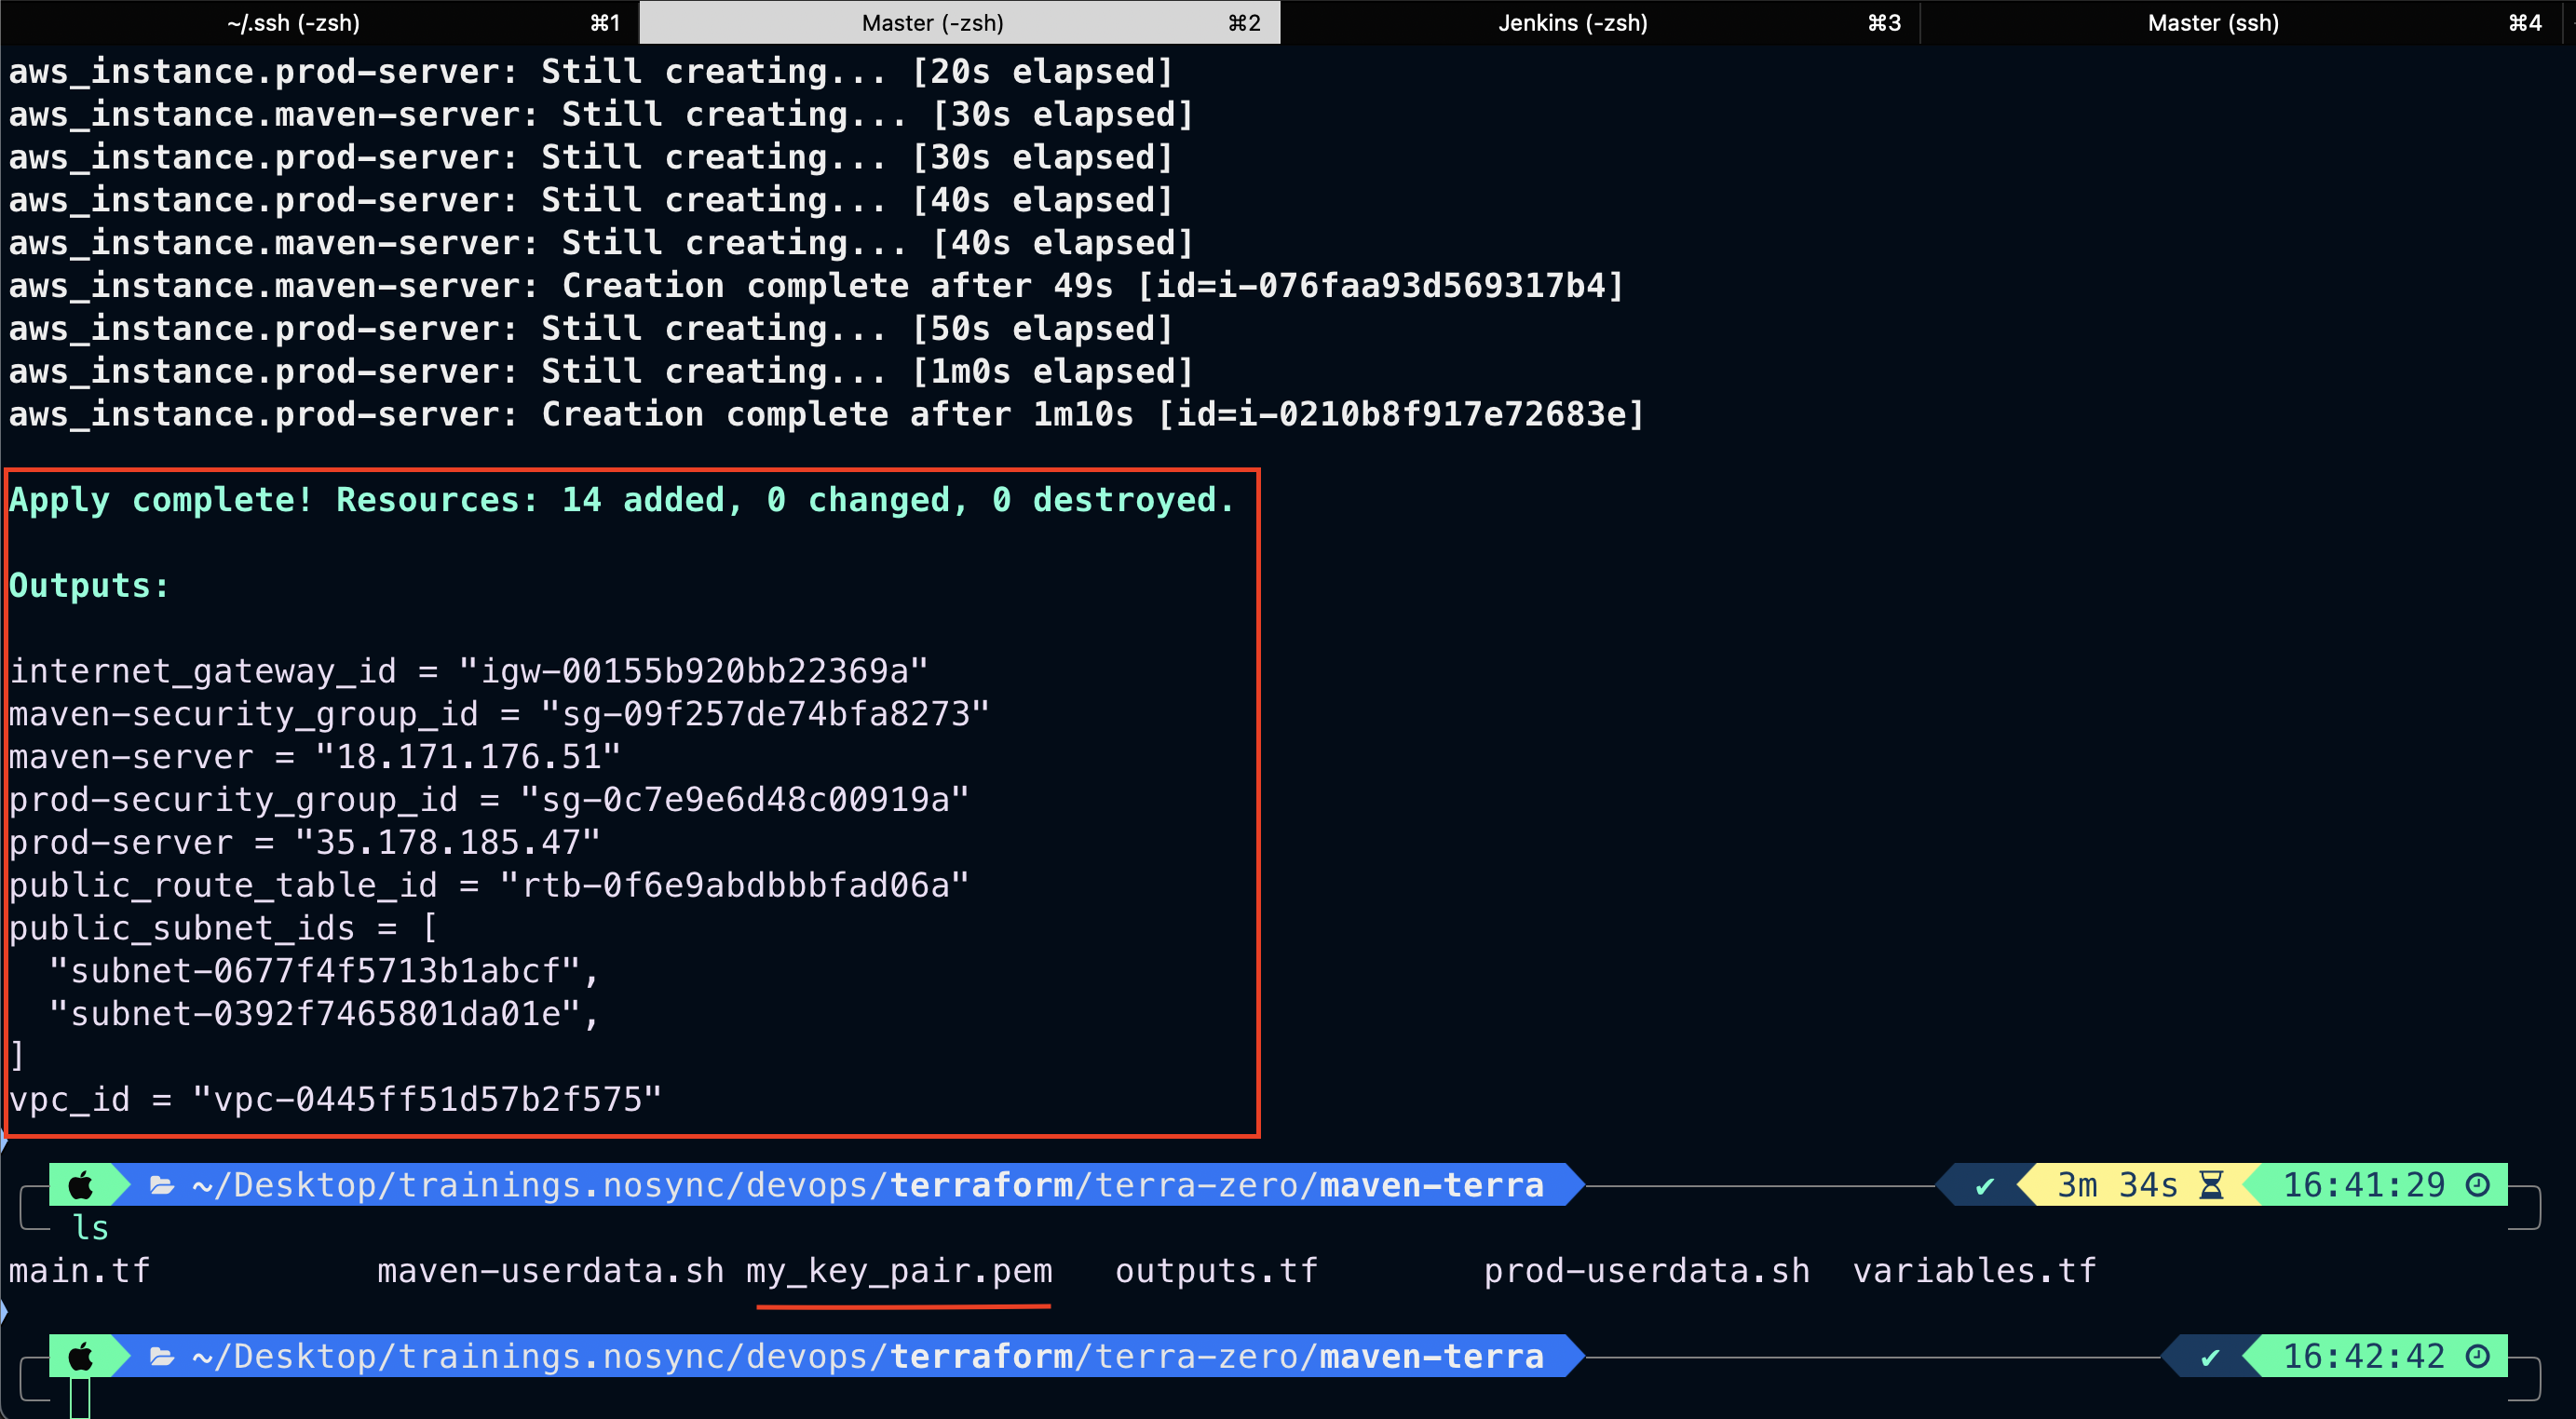 ~/.ssh (-zsh) ⌘1 Master (-zsh) ⌘2 Jenkins (-zsh) ⌘3 Master (ssh) ⌘4
aws_instance.prod-server: Still creating... [20s elapsed]
aws_instance.maven-server: Still creating... [30s elapsed]
aws_instance.prod-server: Still creating... [30s elapsed]
aws_instance.prod-server: Still creating... [40s elapsed]
aws_instance.maven-server: Still creating... [40s elapsed]
aws_instance.maven-server: Creation complete after 49s [id=i-076faa93d569317b4]
aws_instance.prod-server: Still creating... [50s elapsed]
aws_instance.prod-server: Still creating... [1m0s elapsed]
aws_instance.prod-server: Creation complete after 1m10s [id=i-0210b8f917e72683e]
Apply complete! Resources: 14 added, 0 changed, 0 destroyed.
Outputs:
internet_gateway_id = "igw-00155b920bb22369a"
maven-security_group_id = "sg-09f257de74bfa8273"
maven-server = "18.171.176.51"
prod-security_group_id = "sg-0c7e9e6d48c00919a"
prod-server = "35.178.185.47"
public_route_table_id = "rtb-0f6e9abdbbbfad06a"
public_subnet_ids = [
  "subnet-0677f4f5713b1abcf",
  "subnet-0392f7465801da01e",
]
vpc_id = "vpc-0445ff51d57b2f575"
~/Desktop/trainings.nosync/devops/terraform/terra-zero/maven-terra ✔ 3m 34s 16:41:29
ls
main.tf maven-userdata.sh my_key_pair.pem outputs.tf prod-userdata.sh variables.tf
~/Desktop/trainings.nosync/devops/terraform/terra-zero/maven-terra ✔ 16:42:42